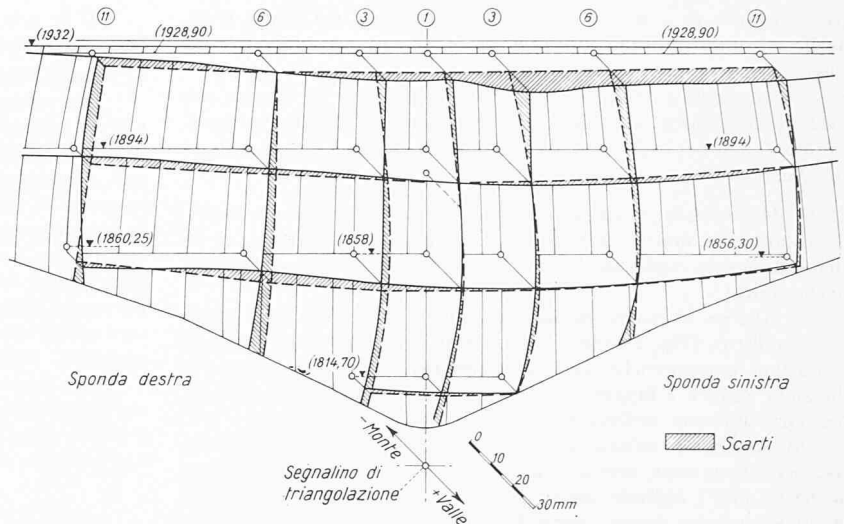 11 6 3 1 3 6 11
(1932) (1928,90) (1928,90)
(1894) (1894)
(1860,25) (1858) (1856,30)
(1814,70)
Sponda destra Sponda sinistra
-Monte
+Valle
Segnalino di
triangolazione
0
10
20
30mm
Scarti